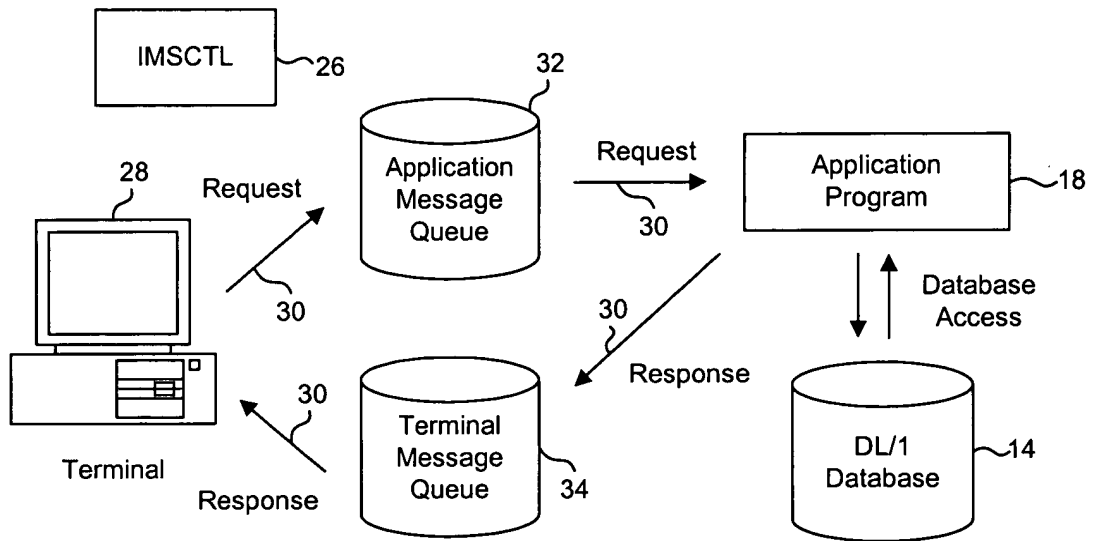 IMSCTL
26
32
Application
Message
Queue
Request
30
Application
Program
18
28
Request
30
Terminal
Database
Access
30
Response
Terminal
Message
Queue
34
30
Response
DL/1
Database
14